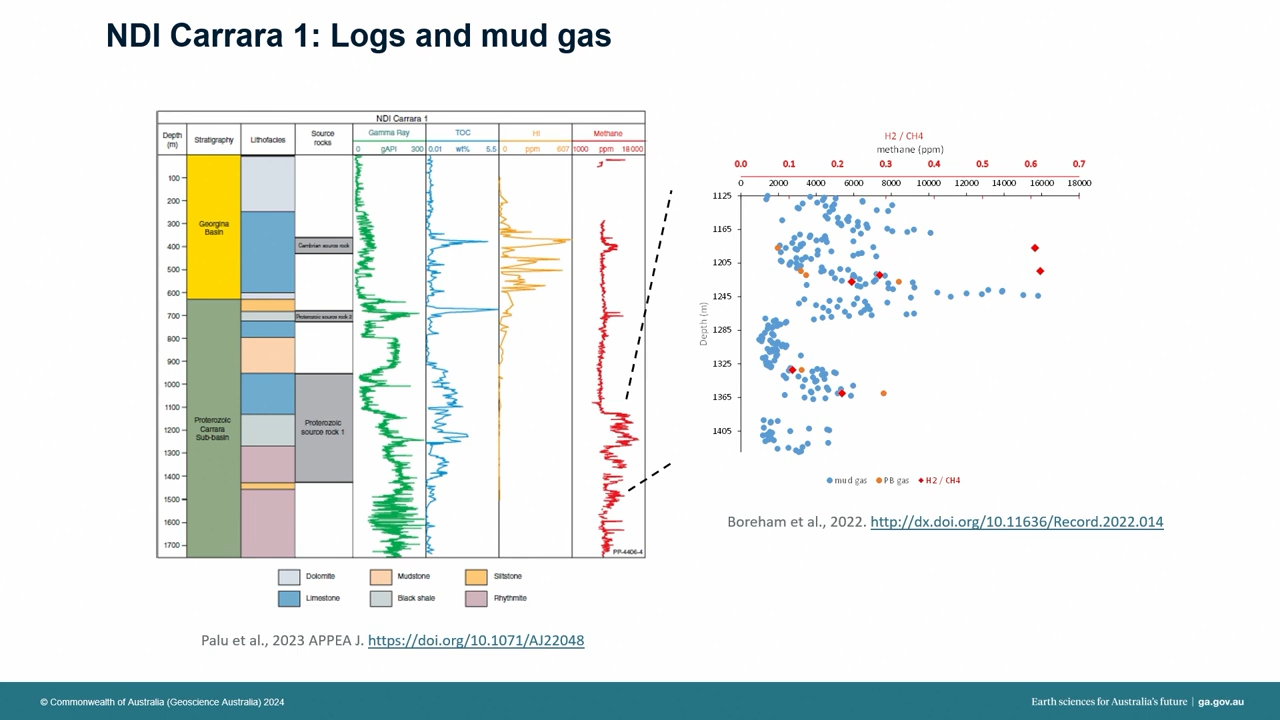 NDI Carrara 1: Logs and mud gas
NDI Carrara 1
Depth (m)
Stratigraphy
Lithofacies
Source rocks
Gamma Ray
0 gAPI 300
TOC
0.01 wt% 5.5
HI
0 ppm 607
Methane
1000 ppm 18 000
100
200
300
400
500
600
700
800
900
1000
1100
1200
1300
1400
1500
1600
1700
Georgina Basin
Proterozoic Carrara Sub-basin
Cambrian source rock
Proterozoic source rock 2
Proterozoic source rock 1
PP-4406-4
Dolomite
Mudstone
Siltstone
Limestone
Black shale
Rhythmite
Palu et al., 2023 APPEA J. https://doi.org/10.1071/AJ22048
H2 / CH4
methane (ppm)
0.0 0.1 0.2 0.3 0.4 0.5 0.6 0.7
0 2000 4000 6000 8000 10000 12000 14000 16000 18000
Depth (m)
1125
1165
1205
1245
1285
1325
1365
1405
mud gas PB gas H2 / CH4
Boreham et al., 2022. http://dx.doi.org/10.11636/Record.2022.014
© Commonwealth of Australia (Geoscience Australia) 2024
Earth sciences for Australia's future | ga.gov.au